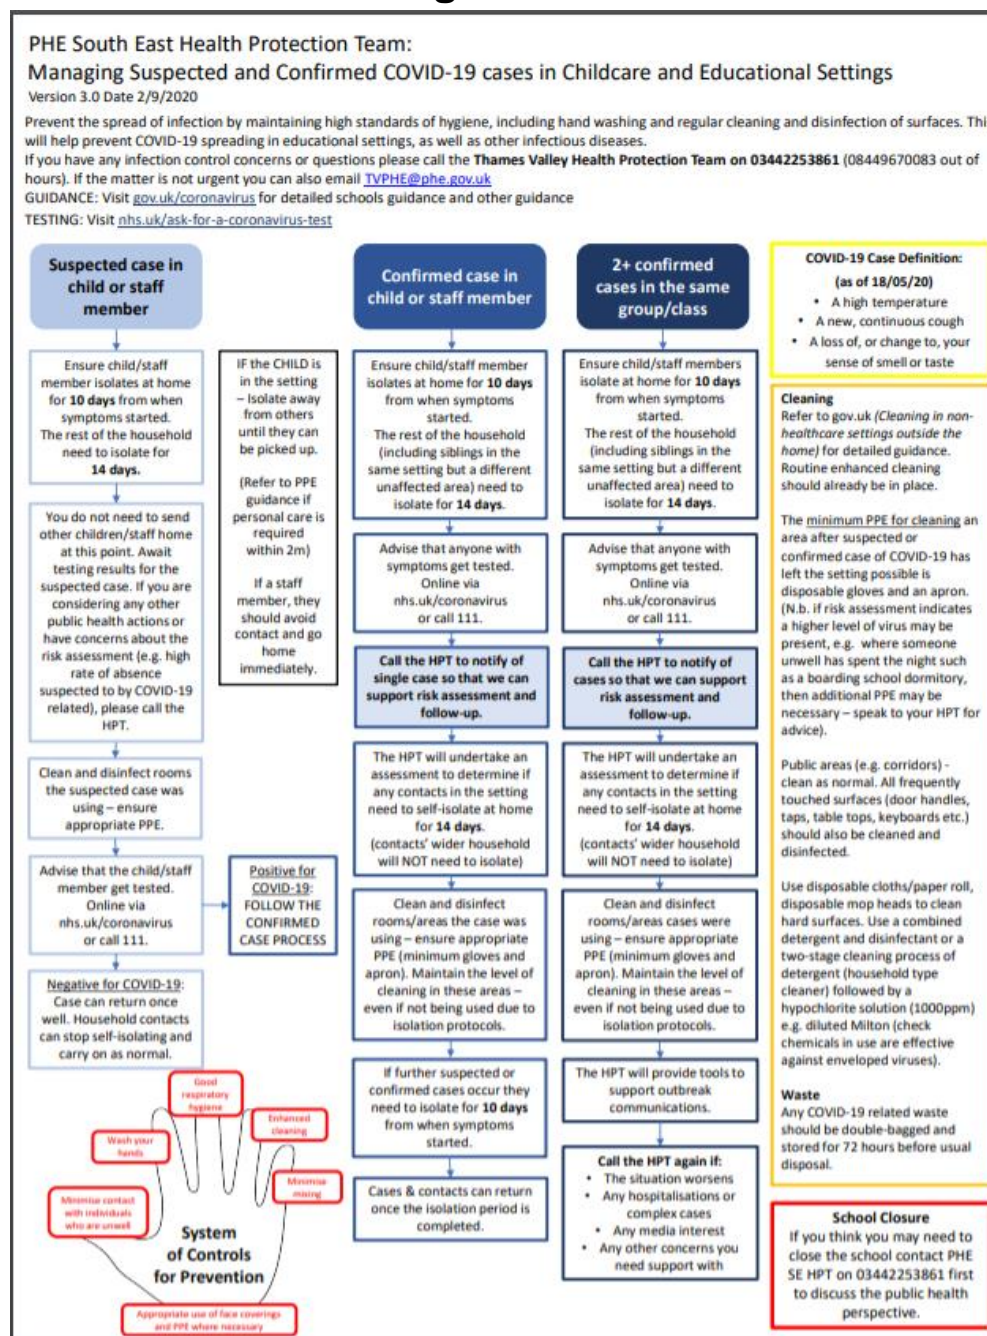 PHE South East Health Protection Team:
Managing Suspected and Confirmed COVID-19 cases in Childcare and Educational Settings
Version 3.0 Date 2/9/2020
Prevent the spread of infection by maintaining high standards of hygiene, including hand washing and regular cleaning and disinfection of surfaces. Thi
will help prevent COVID-19 spreading in educational settings, as well as other infectious diseases.
If you have any infection control concerns or questions please call the Thames Valley Health Protection Team on 03442253861 (08449670083 out of
hours). If the matter is not urgent you can also email TVPHE@phe.gov.uk
GUIDANCE: Visit gov.uk/coronavirus for detailed schools guidance and other guidance
TESTING: Visit nhs.uk/ask-for-a-coronavirus-test
Suspected case in
child or staff
member
Ensure child/staff
member isolates at home
for 10 days from when
symptoms started.
The rest of the household
need to isolate for
14 days.
You do not need to send
other children/staff home
at this point. Await
testing results for the
suspected case. If you are
considering any other
public health actions or
have concerns about the
risk assessment (e.g. high
rate of absence
suspected to by COVID-19
related), please call the
HPT.
Clean and disinfect rooms
the suspected case was
using – ensure
appropriate PPE.
Advise that the child/staff
member get tested.
Online via
nhs.uk/coronavirus
or call 111.
Negative for COVID-19:
Case can return once
well. Household contacts
can stop self-isolating and
carry on as normal.
IF the CHILD is
in the setting
– Isolate away
from others
until they can
be picked up.
(Refer to PPE
guidance if
personal care is
required
within 2m)
If a staff
member, they
should avoid
contact and go
home
immediately.
Positive for
COVID-19:
FOLLOW THE
CONFIRMED
CASE PROCESS
Confirmed case in
child or staff member
Ensure child/staff member
isolates at home for 10 days
from when symptoms
started.
The rest of the household
(including siblings in the
same setting but a different
unaffected area) need to
isolate for 14 days.
Advise that anyone with
symptoms get tested.
Online via
nhs.uk/coronavirus
or call 111.
Call the HPT to notify of
single case so that we can
support risk assessment and
follow-up.
The HPT will undertake an
assessment to determine if
any contacts in the setting
need to self-isolate at home
for 14 days.
(contacts' wider household
will NOT need to isolate)
Clean and disinfect
rooms/areas the case was
using – ensure appropriate
PPE (minimum gloves and
apron). Maintain the level of
cleaning in these areas –
even if not being used due to
isolation protocols.
If further suspected or
confirmed cases occur they
need to isolate for 10 days
from when symptoms
started.
Cases & contacts can return
once the isolation period is
completed.
2+ confirmed
cases in the same
group/class
Ensure child/staff members
isolate at home for 10 days
from when symptoms
started.
The rest of the household
(including siblings in the
same setting but a different
unaffected area) need to
isolate for 14 days.
Advise that anyone with
symptoms get tested.
Online via
nhs.uk/coronavirus
or call 111.
Call the HPT to notify of
cases so that we can support
risk assessment and
follow-up.
The HPT will undertake an
assessment to determine if
any contacts in the setting
need to self-isolate at home
for 14 days.
(contacts' wider household
will NOT need to isolate)
Clean and disinfect
rooms/areas cases were
using – ensure appropriate
PPE (minimum gloves and
apron). Maintain the level of
cleaning in these areas –
even if not being used due to
isolation protocols.
The HPT will provide tools to
support outbreak
communications.
Call the HPT again if:
• The situation worsens
• Any hospitalisations or
complex cases
• Any media interest
• Any other concerns you
need support with
COVID-19 Case Definition:
(as of 18/05/20)
• A high temperature
• A new, continuous cough
• A loss of, or change to, your
sense of smell or taste
Cleaning
Refer to gov.uk (Cleaning in non-
healthcare settings outside the
home) for detailed guidance.
Routine enhanced cleaning
should already be in place.
The minimum PPE for cleaning an
area after suspected or
confirmed case of COVID-19 has
left the setting possible is
disposable gloves and an apron.
(N.b. if risk assessment indicates
a higher level of virus may be
present, e.g. where someone
unwell has spent the night such
as a boarding school dormitory,
then additional PPE may be
necessary – speak to your HPT for
advice).
Public areas (e.g. corridors) -
clean as normal. All frequently
touched surfaces (door handles,
taps, table tops, keyboards etc.)
should also be cleaned and
disinfected.
Use disposable cloths/paper roll,
disposable mop heads to clean
hard surfaces. Use a combined
detergent and disinfectant or a
two-stage cleaning process of
detergent (household type
cleaner) followed by a
hypochlorite solution (1000ppm)
e.g. diluted Milton (check
chemicals in use are effective
against enveloped viruses).
Waste
Any COVID-19 related waste
should be double-bagged and
stored for 72 hours before usual
disposal.
School Closure
If you think you may need to
close the school contact PHE
SE HPT on 03442253861 first
to discuss the public health
perspective.
Good
respiratory
hygiene
Enhanced
cleaning
Wash your
hands
Minimise
mixing
Minimise contact
with individuals
who are unwell
System
of Controls
for Prevention
Appropriate use of face coverings
and PPE where necessary